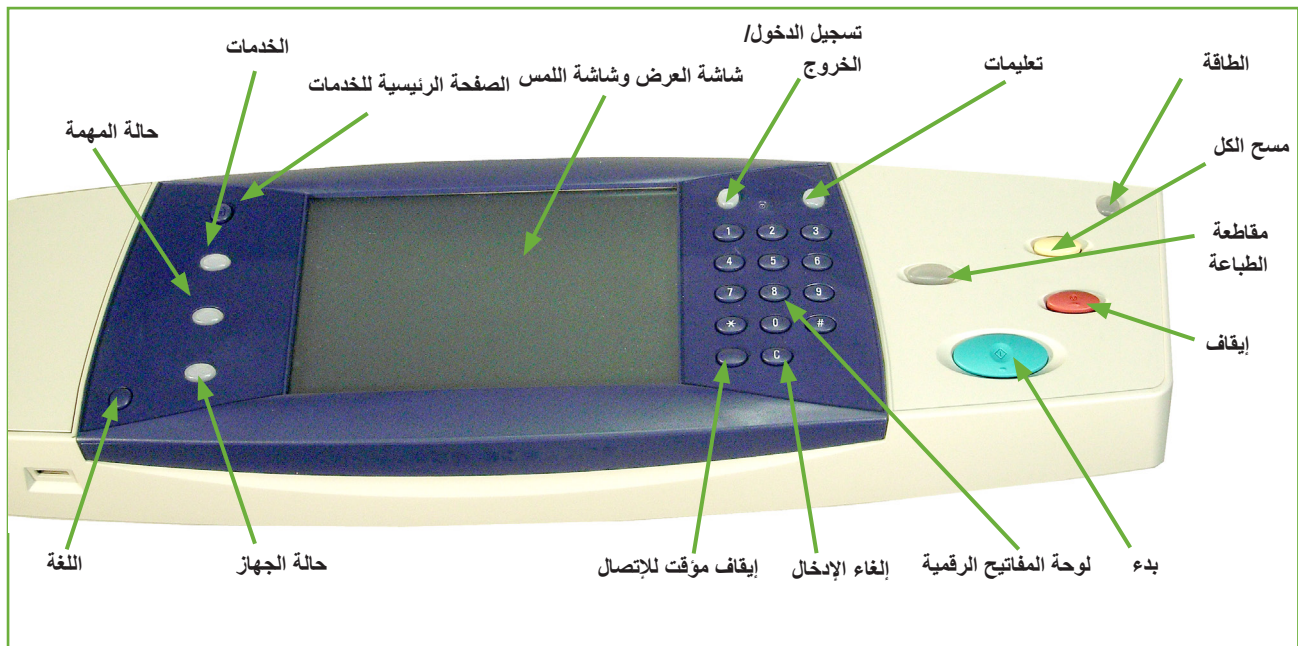 تسجيل الدخول/
الخروج
الخدمات
تعليمات
الطاقة
شاشة العرض وشاشة اللمس
الصفحة الرئيسية للخدمات
حالة المهمة
مسح الكل
مقاطعة
الطباعة
إيقاف
1 2 3
4 5 6
7 8 9
* 0 #
C
بدء
لوحة المفاتيح الرقمية
إلغاء الإدخال
إيقاف مؤقت للإتصال
حالة الجهاز
اللغة